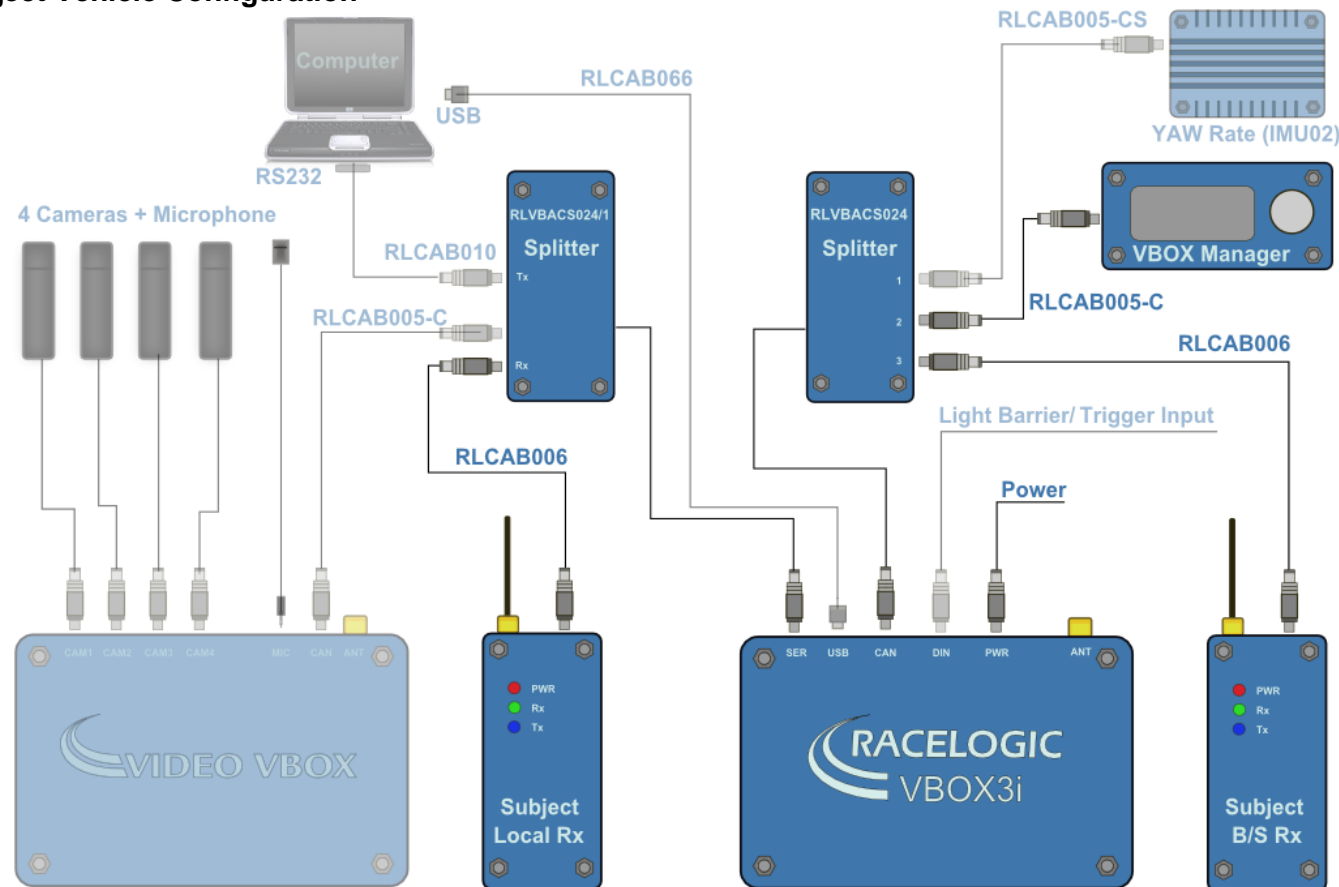 RLCAB005-CS
Computer
RLCAB066
USB
YAW Rate (IMU02)
RS232
4 Cameras + Microphone
RLVBACS024/1
Splitter
Tx
Rx
RLCAB010
RLCAB005-C
RLVBACS024
Splitter
1
2
3
VBOX Manager
RLCAB005-C
RLCAB006
Light Barrier/ Trigger Input
RLCAB006
Power
CAM1 CAM2 CAM3 CAM4 MIC CAN ANT
VIDEO VBOX
PWR
Rx
Tx
Subject
Local Rx
SER USB CAN DIN PWR ANT
RACELOGIC
VBOX3i
PWR
Rx
Tx
Subject
B/S Rx